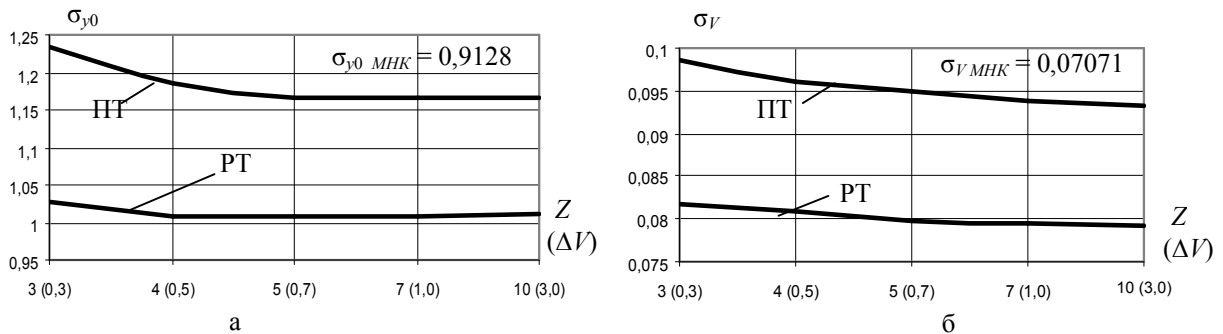 σy0
1,25
1,2
1,15
1,1
1,05
1
0,95
σy0 МНК = 0,9128
ПТ
РТ
Z
(ΔV)
3 (0,3) 4 (0,5) 5 (0,7) 7 (1,0) 10 (3,0)
а
σV
0,1
0,095
0,09
0,085
0,08
0,075
σV МНК = 0,07071
ПТ
РТ
Z
(ΔV)
3 (0,3) 4 (0,5) 5 (0,7) 7 (1,0) 10 (3,0)
б